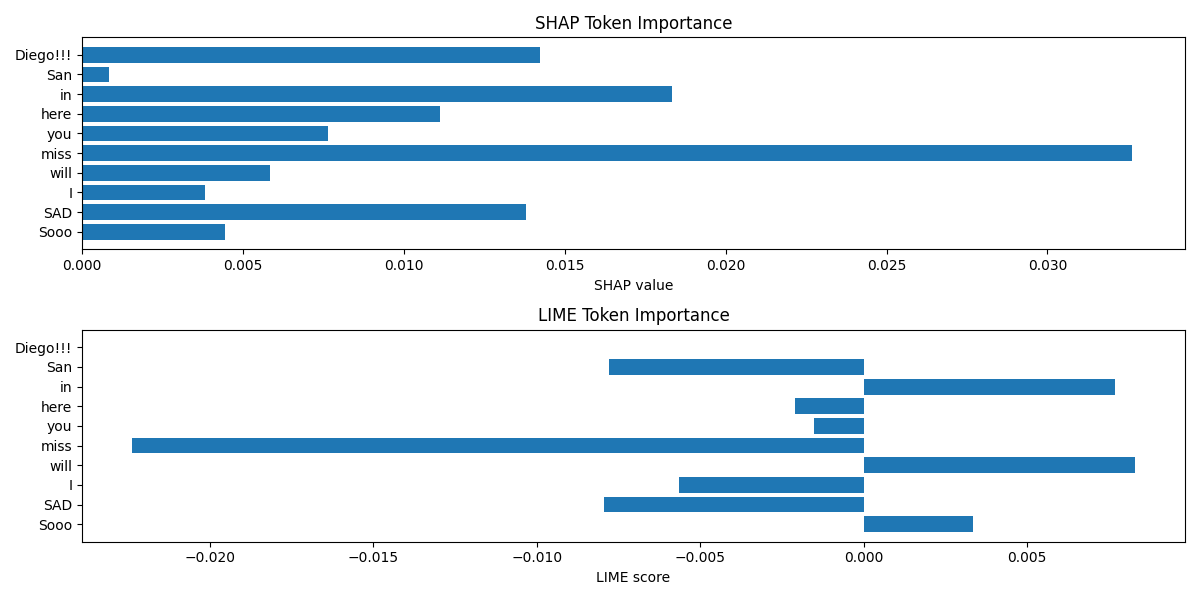 SHAP Token Importance
Diego!!!
San
in
here
you
miss
will
I
SAD
Sooo
0.000 0.005 0.010 0.015 0.020 0.025 0.030
SHAP value
LIME Token Importance
Diego!!!
San
in
here
you
miss
will
I
SAD
Sooo
−0.020 −0.015 −0.010 −0.005 0.000 0.005
LIME score